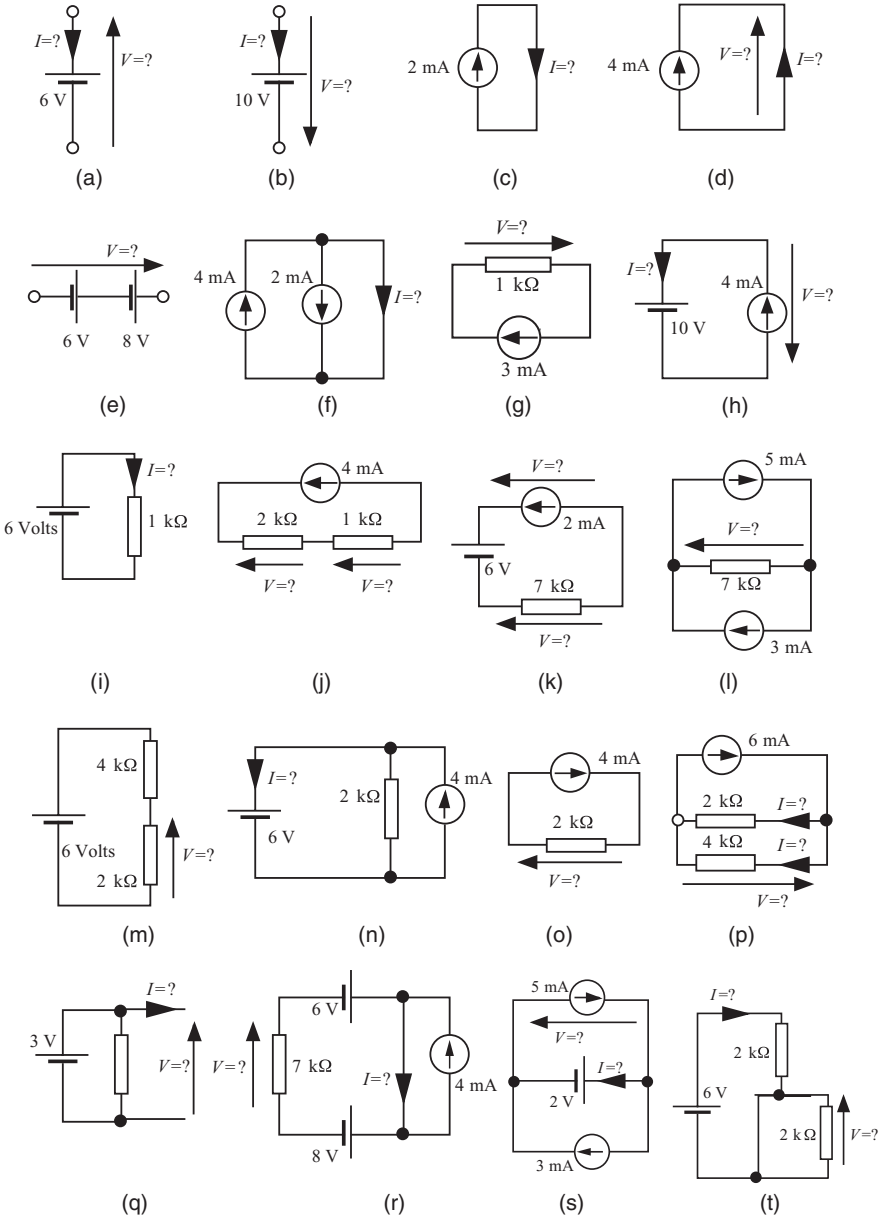 I=?
V=?
6 V
(a)
I=?
V=?
10 V
(b)
2 mA
I=?
(c)
4 mA
V=?
I=?
(d)
V=?
6 V 8 V
(e)
4 mA
2 mA
I=?
(f)
V=?
1 kΩ
3 mA
(g)
I=?
4 mA
V=?
10 V
(h)
I=?
6 Volts
1 kΩ
(i)
4 mA
2 kΩ 1 kΩ
V=? V=?
(j)
V=?
2 mA
6 V
7 kΩ
V=?
(k)
5 mA
V=?
7 kΩ
3 mA
(l)
4 kΩ
6 Volts
V=?
2 kΩ
(m)
I=?
2 kΩ
4 mA
6 V
(n)
4 mA
2 kΩ
V=?
(o)
6 mA
2 kΩ I=?
4 kΩ I=?
V=?
(p)
I=?
3 V
V=?
(q)
6 V
V=?
7 kΩ
I=?
4 mA
8 V
(r)
5 mA
V=?
I=?
2 V
3 mA
(s)
I=?
2 kΩ
6 V
2 kΩ
V=?
(t)